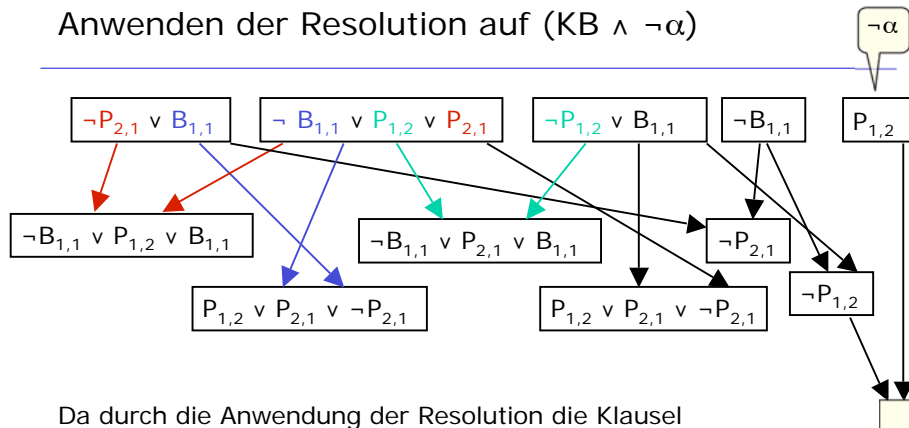 Anwenden der Resolution auf (KB ∧ ¬α)
¬α
¬P2,1 ∨ B1,1
¬ B1,1 ∨ P1,2 ∨ P2,1
¬P1,2 ∨ B1,1
¬B1,1
P1,2
¬B1,1 ∨ P1,2 ∨ B1,1
¬B1,1 ∨ P2,1 ∨ B1,1
¬P2,1
P1,2 ∨ P2,1 ∨ ¬P2,1
P1,2 ∨ P2,1 ∨ ¬P2,1
¬P1,2
Da durch die Anwendung der Resolution die Klausel